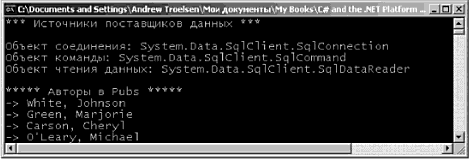 C:\Documents and Settings\Andrew Troelsen\Мои документы\My Books\C# and the .NET Platform ...
*** Источники поставщиков данных ***
Объект соединения: System.Data.SqlClient.SqlConnection
Объект команды: System.Data.SqlClient.SqlCommand
Объект чтения данных: System.Data.SqlClient.SqlDataReader
***** Авторы в Pubs *****
-> White, Johnson
-> Green, Marjorie
-> Carson, Cheryl
-> O'Leary, Michael